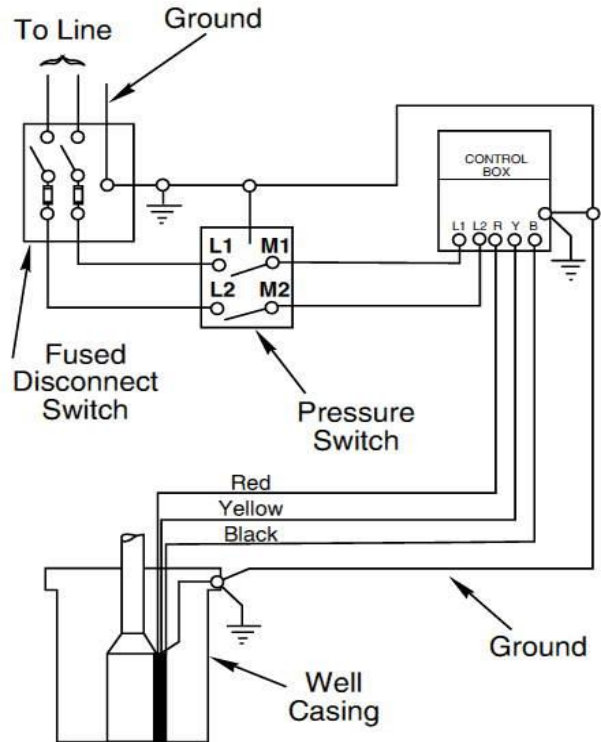 To Line
Ground
CONTROL
BOX
L1 L2 R Y B
L1 M1
L2 M2
Fused
Disconnect
Switch
Pressure
Switch
Red
Yellow
Black
Ground
Well
Casing